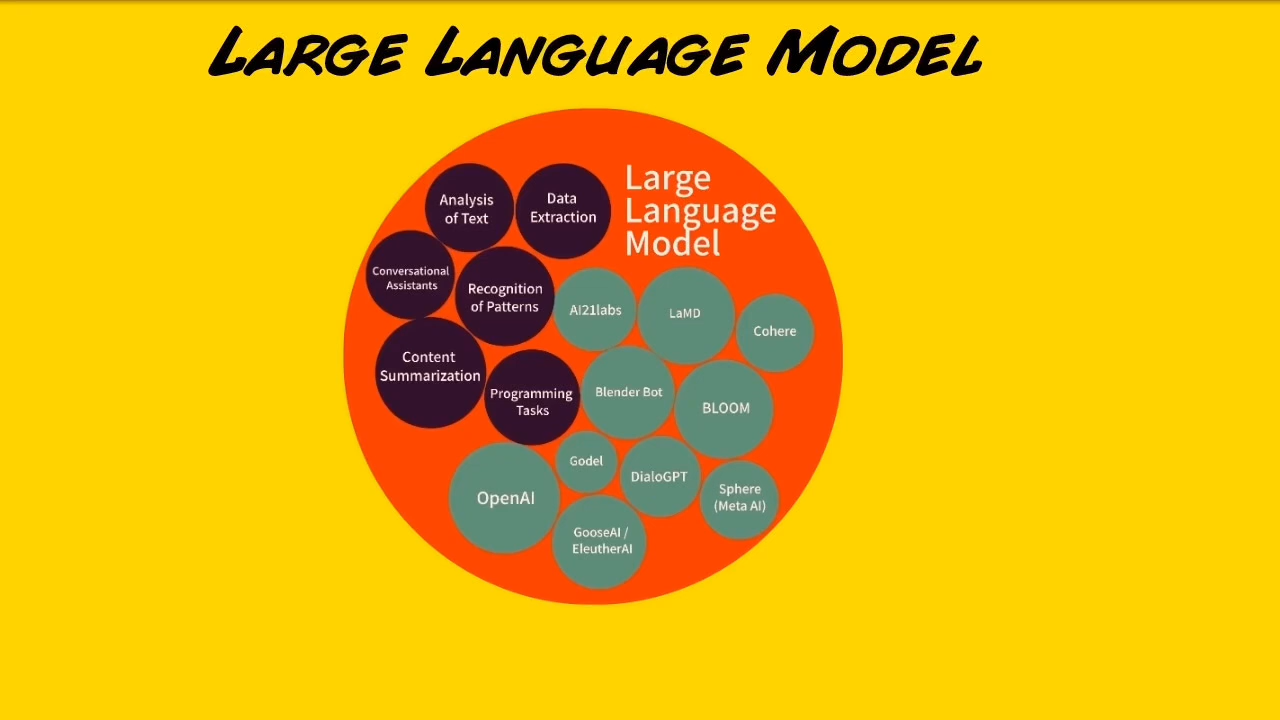 Large Language Model
Large
Language
Model
Analysis
of Text
Data
Extraction
Conversational
Assistants
Recognition
of Patterns
AI21labs
LaMD
Cohere
Content
Summarization
Programming
Tasks
Blender Bot
BLOOM
Godel
DialoGPT
OpenAI
Sphere
(Meta AI)
GooseAI /
EleutherAI